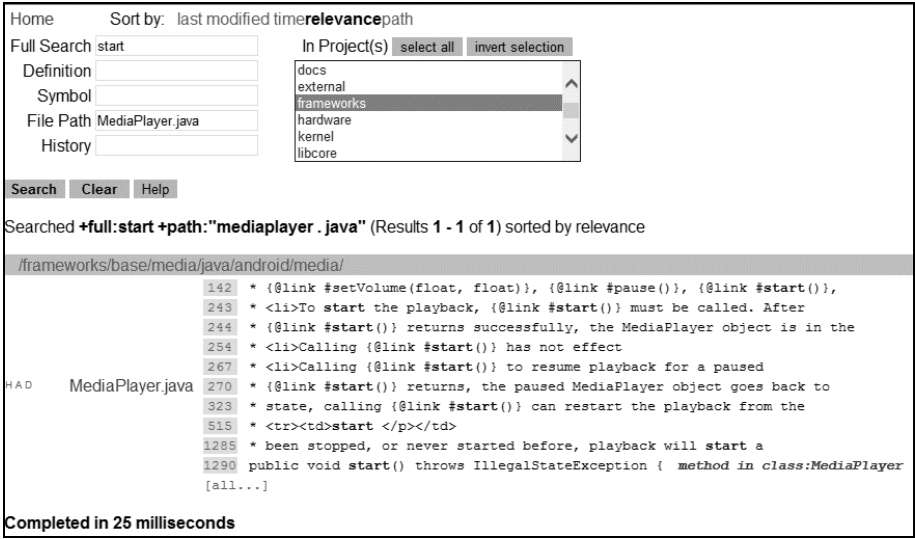 Home Sort by: last modified time relevance path
Full Search start In Project(s) select all invert selection
Definition docs
external
Symbol frameworks
File Path MediaPlayer.java hardware
kernel
History libcore
Search Clear Help
Searched +full:start +path:"mediaplayer . java" (Results 1 - 1 of 1) sorted by relevance
/frameworks/base/media/java/android/media/
142 * {@link #setVolume(float, float)}, {@link #pause()}, {@link #start()},
243 * <li>To start the playback, {@link #start()} must be called. After
244 * {@link #start()} returns successfully, the MediaPlayer object is in the
254 * <li>Calling {@link #start()} has not effect
267 * <li>Calling {@link #start()} to resume playback for a paused
H A D MediaPlayer.java 270 * {@link #start()} returns, the paused MediaPlayer object goes back to
323 * state, calling {@link #start()} can restart the playback from the
515 * <tr><td>start </p></td>
1285 * been stopped, or never started before, playback will start a
1290 public void start() throws IllegalStateException { method in class:MediaPlayer
[all...]
Completed in 25 milliseconds